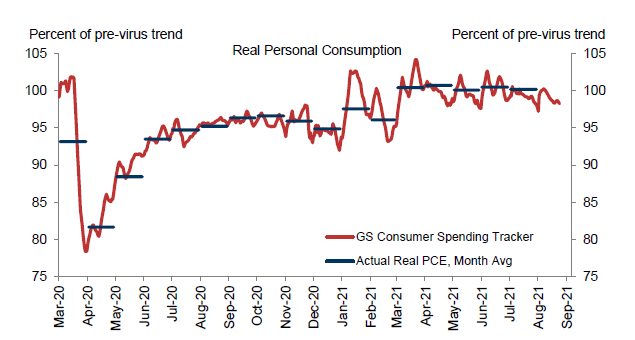 Percent of pre-virus trend
Percent of pre-virus trend
Real Personal Consumption
105
105
100
100
95
95
90
90
85
85
80
80
75
75
GS Consumer Spending Tracker
Actual Real PCE, Month Avg
Mar-20
Apr-20
May-20
Jun-20
Jul-20
Aug-20
Sep-20
Oct-20
Nov-20
Dec-20
Jan-21
Feb-21
Mar-21
Apr-21
May-21
Jun-21
Jul-21
Aug-21
Sep-21